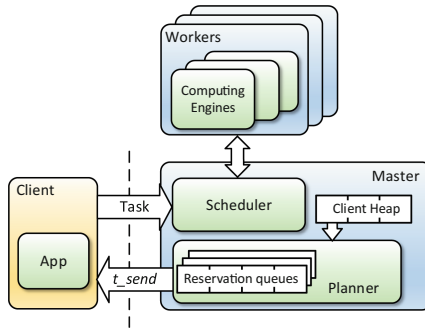 Workers
Computing
Engines
Client
Master
Task
Scheduler
Client Heap
App
t_send
Reservation queues
Planner